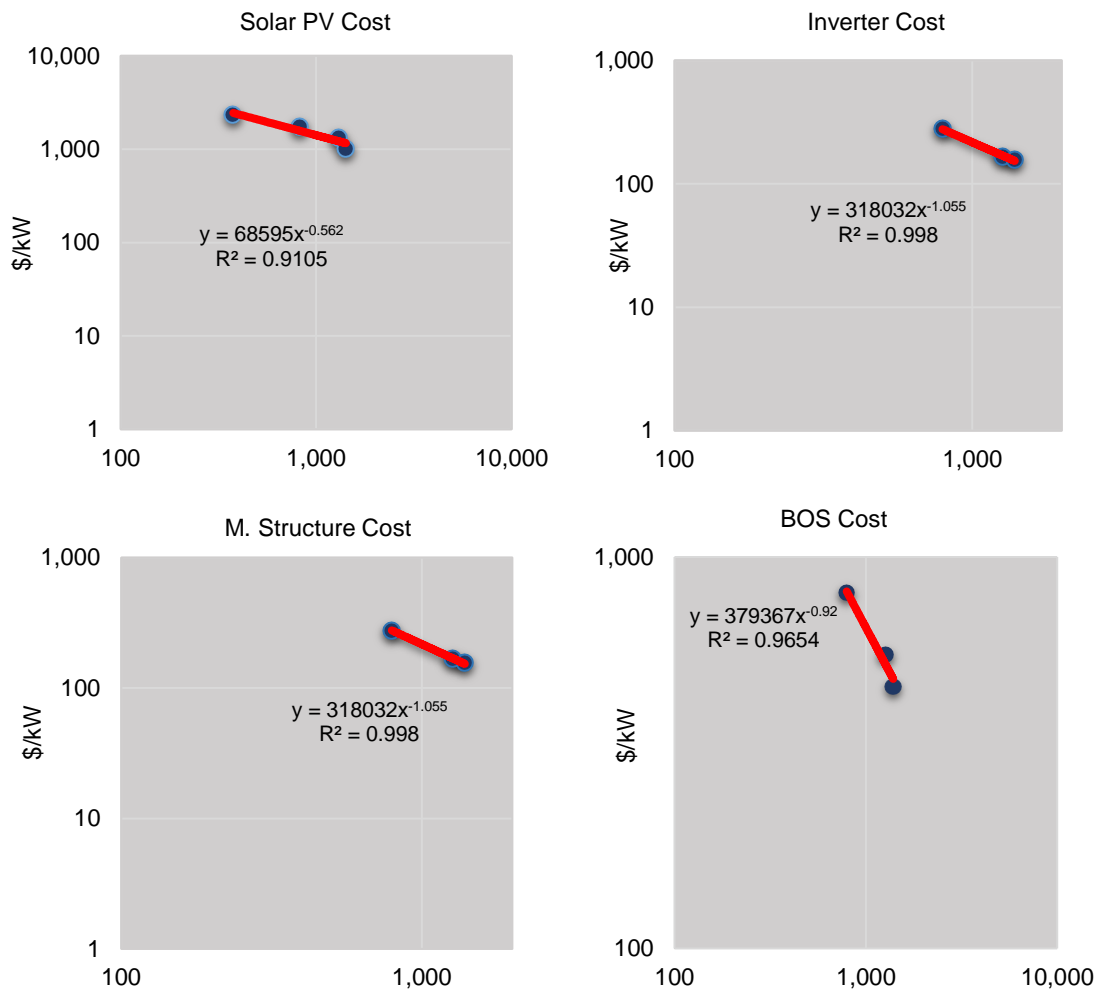 Solar PV Cost
10,000
1,000
100
10
1
$/kW
y = 68595x^-0.562
R² = 0.9105
100 1,000 10,000
Inverter Cost
1,000
100
10
1
$/kW
y = 318032x^-1.055
R² = 0.998
100 1,000
M. Structure Cost
1,000
100
10
1
$/kW
y = 318032x^-1.055
R² = 0.998
100 1,000
BOS Cost
1,000
100
$/kW
y = 379367x^-0.92
R² = 0.9654
100 1,000 10,000